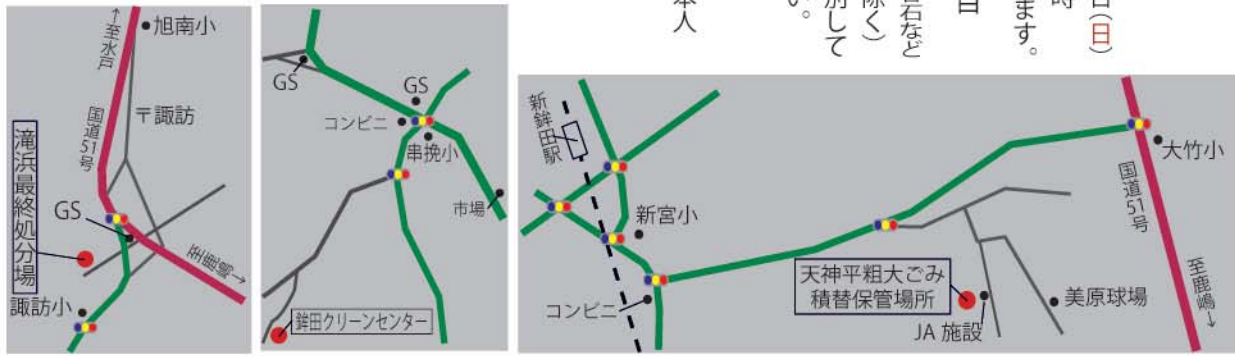 日(日)
時
ます。
日
石など
除く)
別して
い。
本人
←至水戸
旭南小
国道51号
〒諏訪
滝浜最終処分場
GS
至鹿嶋→
諏訪小
GS
GS
コンビニ
串挽小
市場
鉾田クリーンセンター
新鉾田駅
新宮小
コンビニ
大竹小
国道51号
至鹿嶋→
天神平粗大ごみ
積替保管場所
JA 施設
美原球場